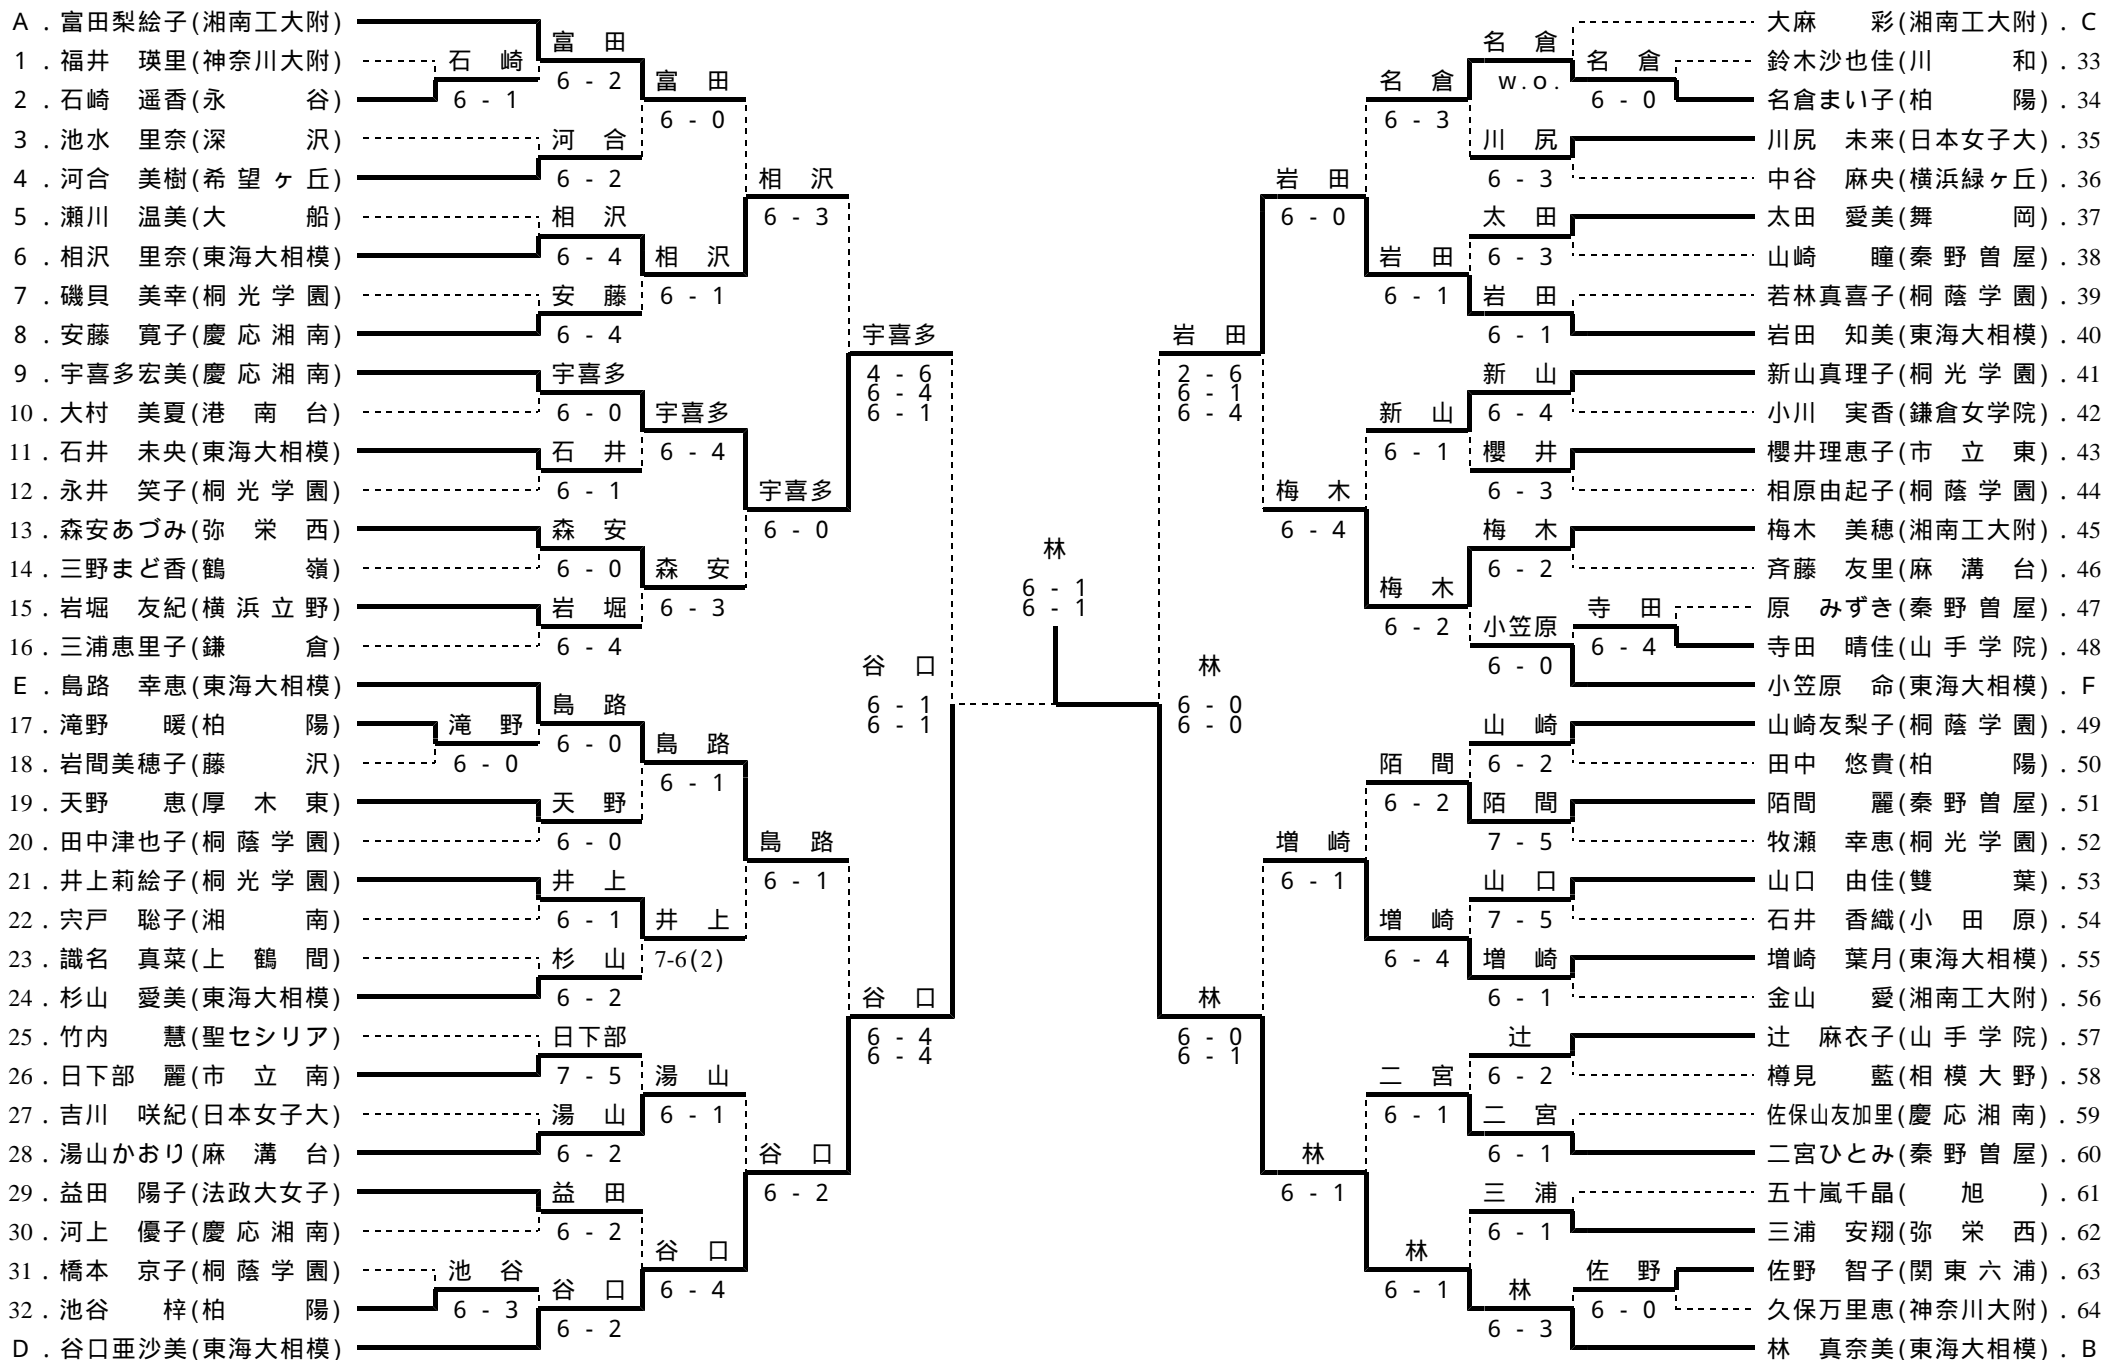 A．富田梨絵子(湘南工大附)
1．福井　瑛里(神奈川大附)
2．石崎　遥香(永　　　谷)
3．池水　里奈(深　　　沢)
4．河合　美樹(希 望 ヶ 丘)
5．瀬川　温美(大　　　船)
6．相沢　里奈(東海大相模)
7．磯貝　美幸(桐 光 学 園)
8．安藤　寛子(慶 応 湘 南)
9．宇喜多宏美(慶 応 湘 南)
10．大村　美夏(港　南　台)
11．石井　未央(東海大相模)
12．永井　笑子(桐 光 学 園)
13．森安あづみ(弥　栄　西)
14．三野まど香(鶴　　　嶺)
15．岩堀　友紀(横 浜 立 野)
16．三浦恵里子(鎌　　　倉)
E．島路　幸恵(東海大相模)
17．滝野　　暖(柏　　　陽)
18．岩間美穂子(藤　　　沢)
19．天野　　恵(厚　木　東)
20．田中津也子(桐 蔭 学 園)
21．井上莉絵子(桐 光 学 園)
22．宍戸　聡子(湘　　　南)
23．識名　真菜(上　鶴　間)
24．杉山　愛美(東海大相模)
25．竹内　　慧(聖セシリア)
26．日下部　麗(市　立　南)
27．吉川　咲紀(日本女子大)
28．湯山かおり(麻　溝　台)
29．益田　陽子(法政大女子)
30．河上　優子(慶 応 湘 南)
31．橋本　京子(桐 蔭 学 園)
32．池谷　　梓(柏　　　陽)
D．谷口亜沙美(東海大相模)
石　崎
6 - 1
滝　野
6 - 0
池　谷
6 - 3
富　田
6 - 2
河　合
6 - 2
相　沢
6 - 4
安　藤
6 - 4
宇喜多
6 - 0
石　井
6 - 1
森　安
6 - 0
岩　堀
6 - 4
島　路
6 - 0
天　野
6 - 0
井　上
6 - 1
杉　山
6 - 2
日下部
7 - 5
湯　山
6 - 2
益　田
6 - 2
谷　口
6 - 2
富　田
6 - 0
相　沢
6 - 1
宇喜多
6 - 4
森　安
6 - 3
島　路
6 - 1
井　上
7-6(2)
湯　山
6 - 1
谷　口
6 - 4
相　沢
6 - 3
宇喜多
6 - 0
島　路
6 - 1
谷　口
6 - 2
宇喜多
4 - 6
6 - 4
6 - 1
谷　口
6 - 4
6 - 4
谷　口
6 - 1
6 - 1
林
6 - 1
6 - 1
林
6 - 0
6 - 0
岩　田
2 - 6
6 - 1
6 - 4
林
6 - 0
6 - 1
岩　田
6 - 0
梅　木
6 - 4
増　崎
6 - 1
林
6 - 1
名　倉
6 - 3
岩　田
6 - 1
新　山
6 - 1
梅　木
6 - 2
陌　間
6 - 2
増　崎
6 - 4
二　宮
6 - 1
林
6 - 1
名　倉
w.o.
川　尻
6 - 3
太　田
6 - 3
岩　田
6 - 1
新　山
6 - 4
櫻　井
6 - 3
梅　木
6 - 2
小笠原
6 - 0
山　崎
6 - 2
陌　間
7 - 5
山　口
7 - 5
増　崎
6 - 1
辻
6 - 2
二　宮
6 - 1
三　浦
6 - 1
林
6 - 3
名　倉
6 - 0
寺　田
6 - 4
佐　野
6 - 0
大麻　　彩(湘南工大附)．C
鈴木沙也佳(川　　　和)．33
名倉まい子(柏　　　陽)．34
川尻　未来(日本女子大)．35
中谷　麻央(横浜緑ヶ丘)．36
太田　愛美(舞　　　岡)．37
山崎　　瞳(秦 野 曽 屋)．38
若林真喜子(桐 蔭 学 園)．39
岩田　知美(東海大相模)．40
新山真理子(桐 光 学 園)．41
小川　実香(鎌倉女学院)．42
櫻井理恵子(市　立　東)．43
相原由起子(桐 蔭 学 園)．44
梅木　美穂(湘南工大附)．45
斉藤　友里(麻　溝　台)．46
原　みずき(秦 野 曽 屋)．47
寺田　晴佳(山 手 学 院)．48
小笠原　命(東海大相模)．F
山崎友梨子(桐 蔭 学 園)．49
田中　悠貴(柏　　　陽)．50
陌間　　麗(秦 野 曽 屋)．51
牧瀬　幸恵(桐 光 学 園)．52
山口　由佳(雙　　　葉)．53
石井　香織(小　田　原)．54
増崎　葉月(東海大相模)．55
金山　　愛(湘南工大附)．56
辻　麻衣子(山 手 学 院)．57
樽見　　藍(相 模 大 野)．58
佐保山友加里(慶 応 湘 南)．59
二宮ひとみ(秦 野 曽 屋)．60
五十嵐千晶(　　旭　　)．61
三浦　安翔(弥　栄　西)．62
佐野　智子(関 東 六 浦)．63
久保万里恵(神奈川大附)．64
林　真奈美(東海大相模)．B